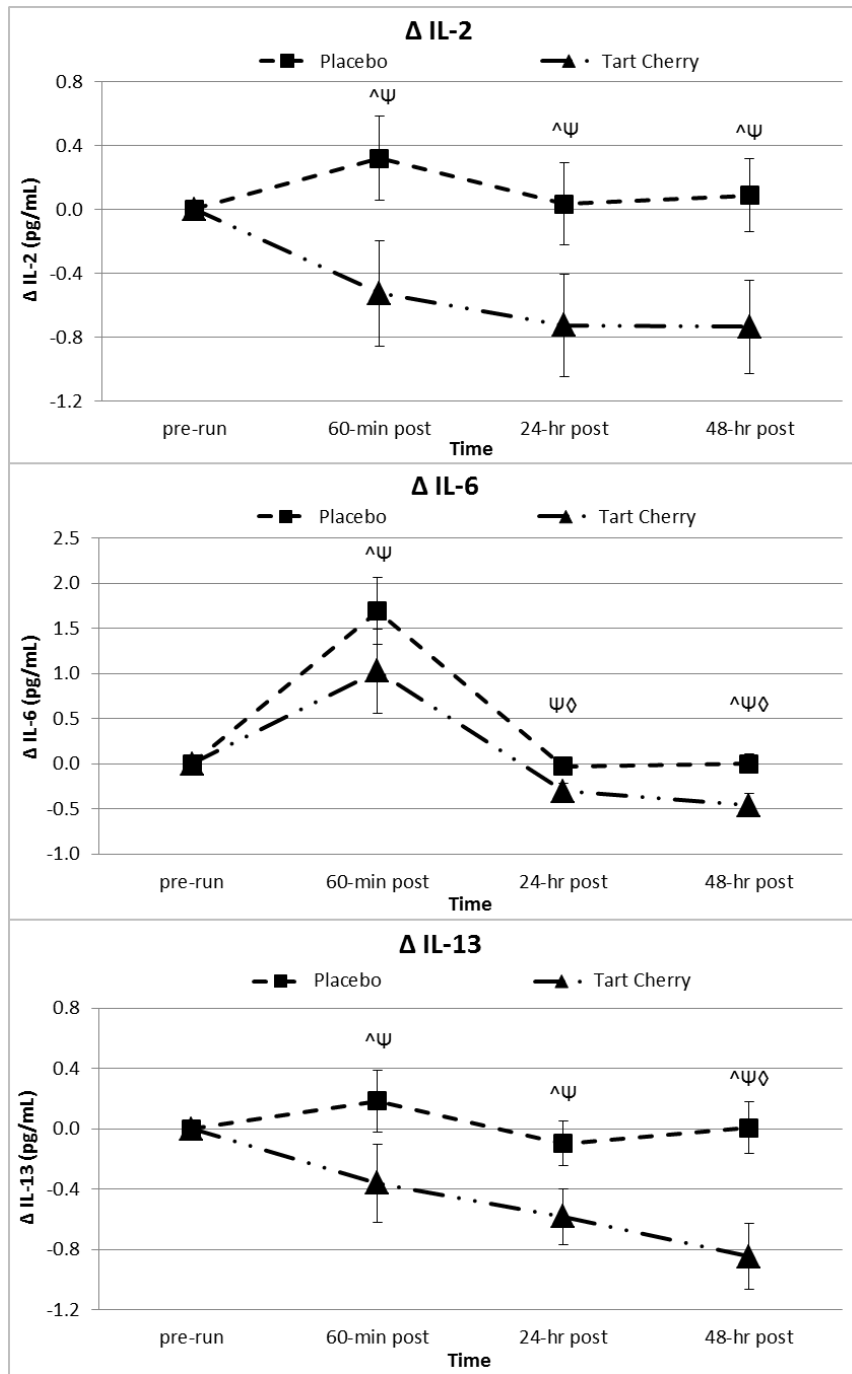 Δ IL-2
Placebo Tart Cherry
Δ IL-2 (pg/mL)
0.8
0.4
0.0
-0.4
-0.8
-1.2
^Ψ ^Ψ ^Ψ
pre-run 60-min post 24-hr post 48-hr post
Time
Δ IL-6
Placebo Tart Cherry
Δ IL-6 (pg/mL)
2.5
2.0
1.5
1.0
0.5
0.0
-0.5
-1.0
^Ψ Ψ◊ ^Ψ◊
pre-run 60-min post 24-hr post 48-hr post
Time
Δ IL-13
Placebo Tart Cherry
Δ IL-13 (pg/mL)
0.8
0.4
0.0
-0.4
-0.8
-1.2
^Ψ ^Ψ ^Ψ◊
pre-run 60-min post 24-hr post 48-hr post
Time